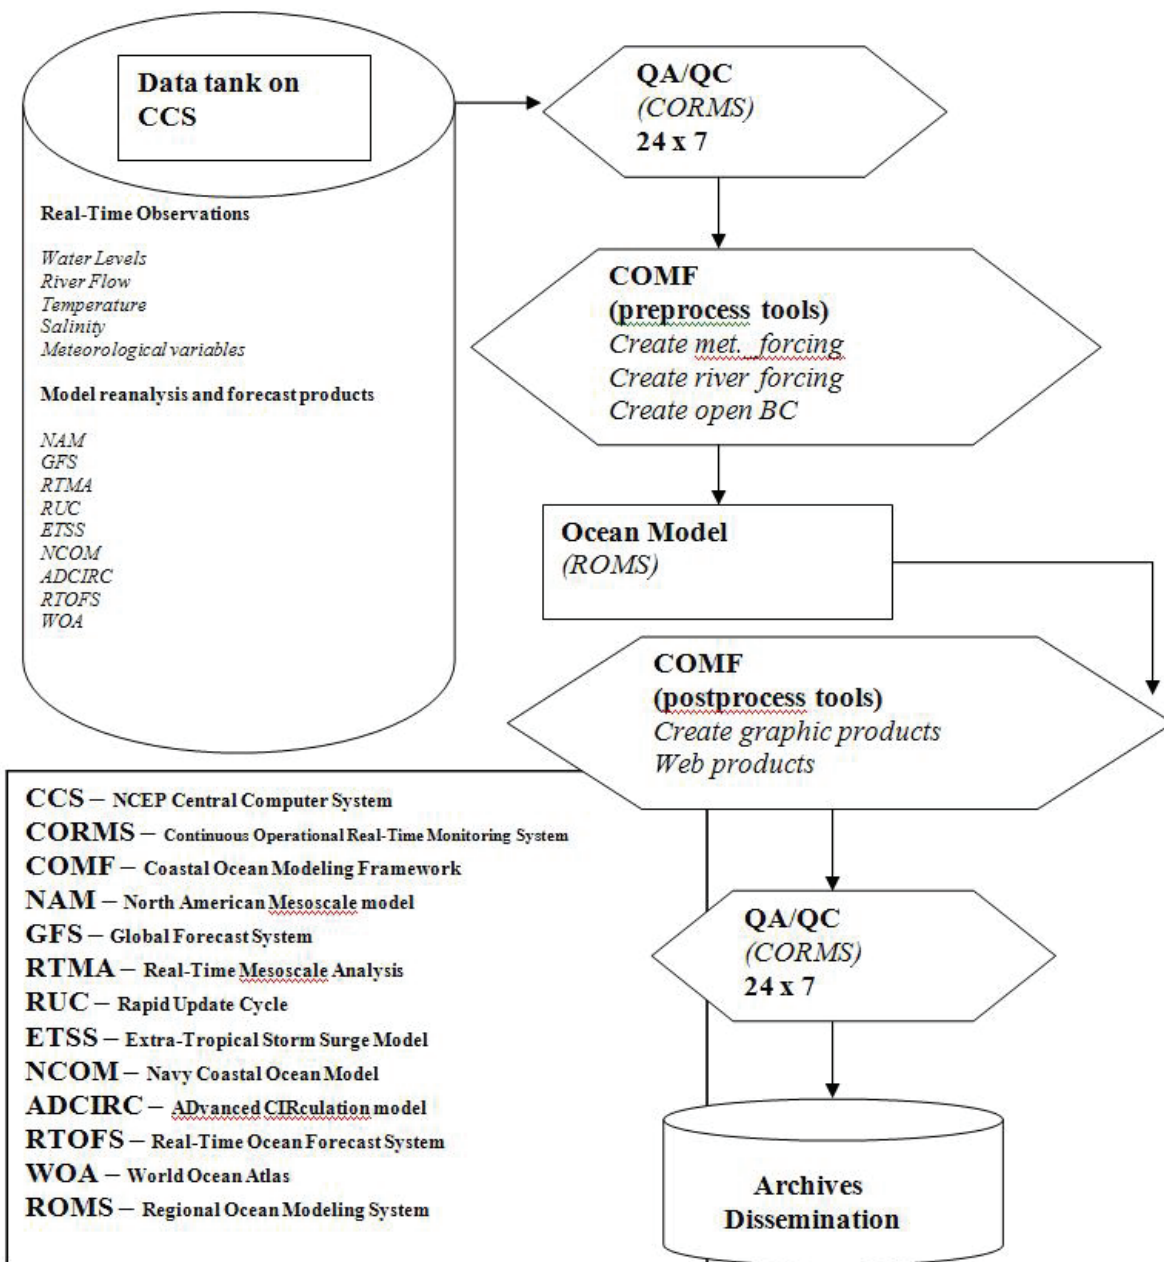 Data tank on
CCS
Real-Time Observations
Water Levels
River Flow
Temperature
Salinity
Meteorological variables
Model reanalysis and forecast products
NAM
GFS
RTMA
RUC
ETSS
NCOM
ADCIRC
RTOFS
WOA
QA/QC
(CORMS)
24 x 7
COMF
(preprocess tools)
Create met. forcing
Create river forcing
Create open BC
Ocean Model
(ROMS)
COMF
(postprocess tools)
Create graphic products
Web products
QA/QC
(CORMS)
24 x 7
Archives
Dissemination
CCS – NCEP Central Computer System
CORMS – Continuous Operational Real-Time Monitoring System
COMF – Coastal Ocean Modeling Framework
NAM – North American Mesoscale model
GFS – Global Forecast System
RTMA – Real-Time Mesoscale Analysis
RUC – Rapid Update Cycle
ETSS – Extra-Tropical Storm Surge Model
NCOM – Navy Coastal Ocean Model
ADCIRC – ADvanced CIRculation model
RTOFS – Real-Time Ocean Forecast System
WOA – World Ocean Atlas
ROMS – Regional Ocean Modeling System